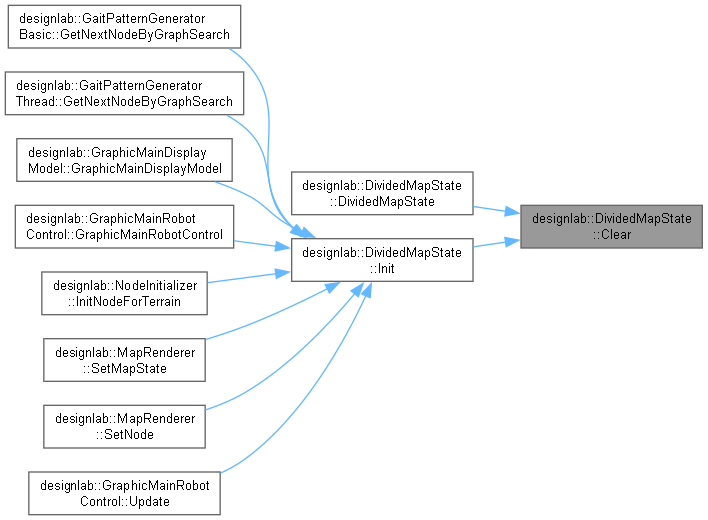 designlab::GaitPatternGenerator
Basic::GetNextNodeByGraphSearch
designlab::GaitPatternGenerator
Thread::GetNextNodeByGraphSearch
designlab::GraphicMainDisplay
Model::GraphicMainDisplayModel
designlab::GraphicMainRobot
Control::GraphicMainRobotControl
designlab::NodeInitializer
::InitNodeForTerrain
designlab::MapRenderer
::SetMapState
designlab::MapRenderer
::SetNode
designlab::GraphicMainRobot
Control::Update
designlab::DividedMapState
::DividedMapState
designlab::DividedMapState
::Init
designlab::DividedMapState
::Clear